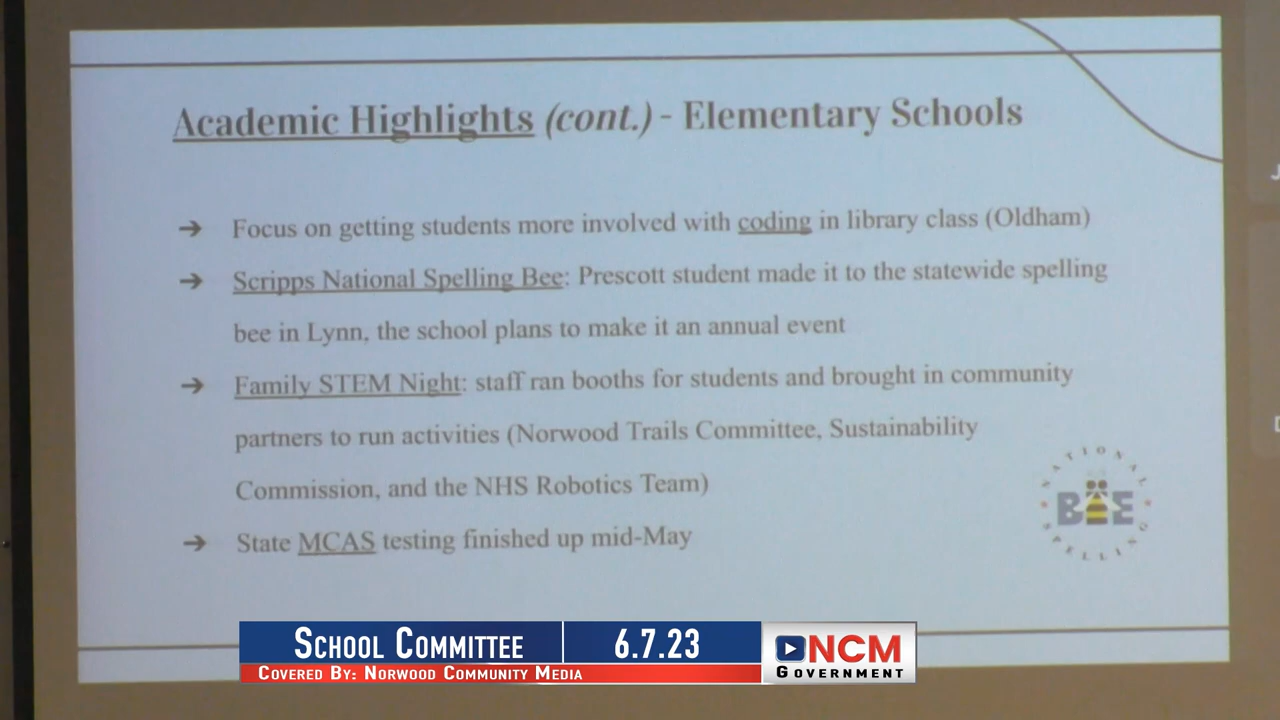 Academic Highlights (cont.) - Elementary Schools
➔ Focus on getting students more involved with coding in library class (Oldham)
➔ Scripps National Spelling Bee: Prescott student made it to the statewide spelling
bee in Lynn, the school plans to make it an annual event
➔ Family STEM Night: staff ran booths for students and brought in community
partners to run activities (Norwood Trails Committee, Sustainability
Commission, and the NHS Robotics Team)
➔ State MCAS testing finished up mid-May
NATIONAL
BEE
SPELLING
School Committee 6.7.23
Covered By: Norwood Community Media
NCM
Government